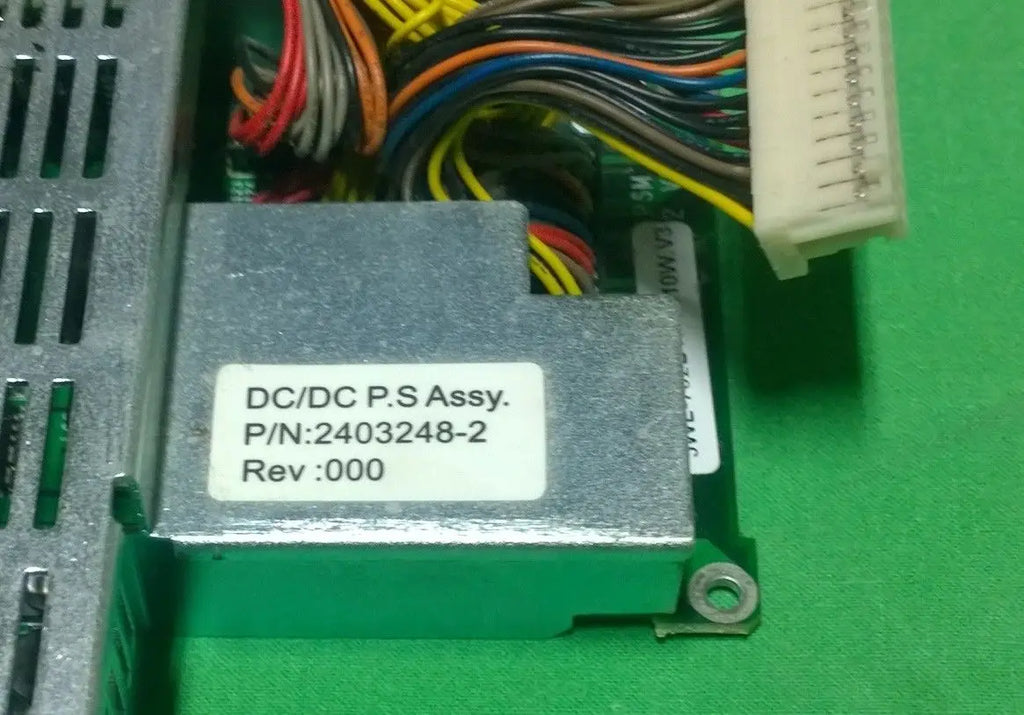 DC/DC P.S Assy.
P/N:2403248-2
Rev :000